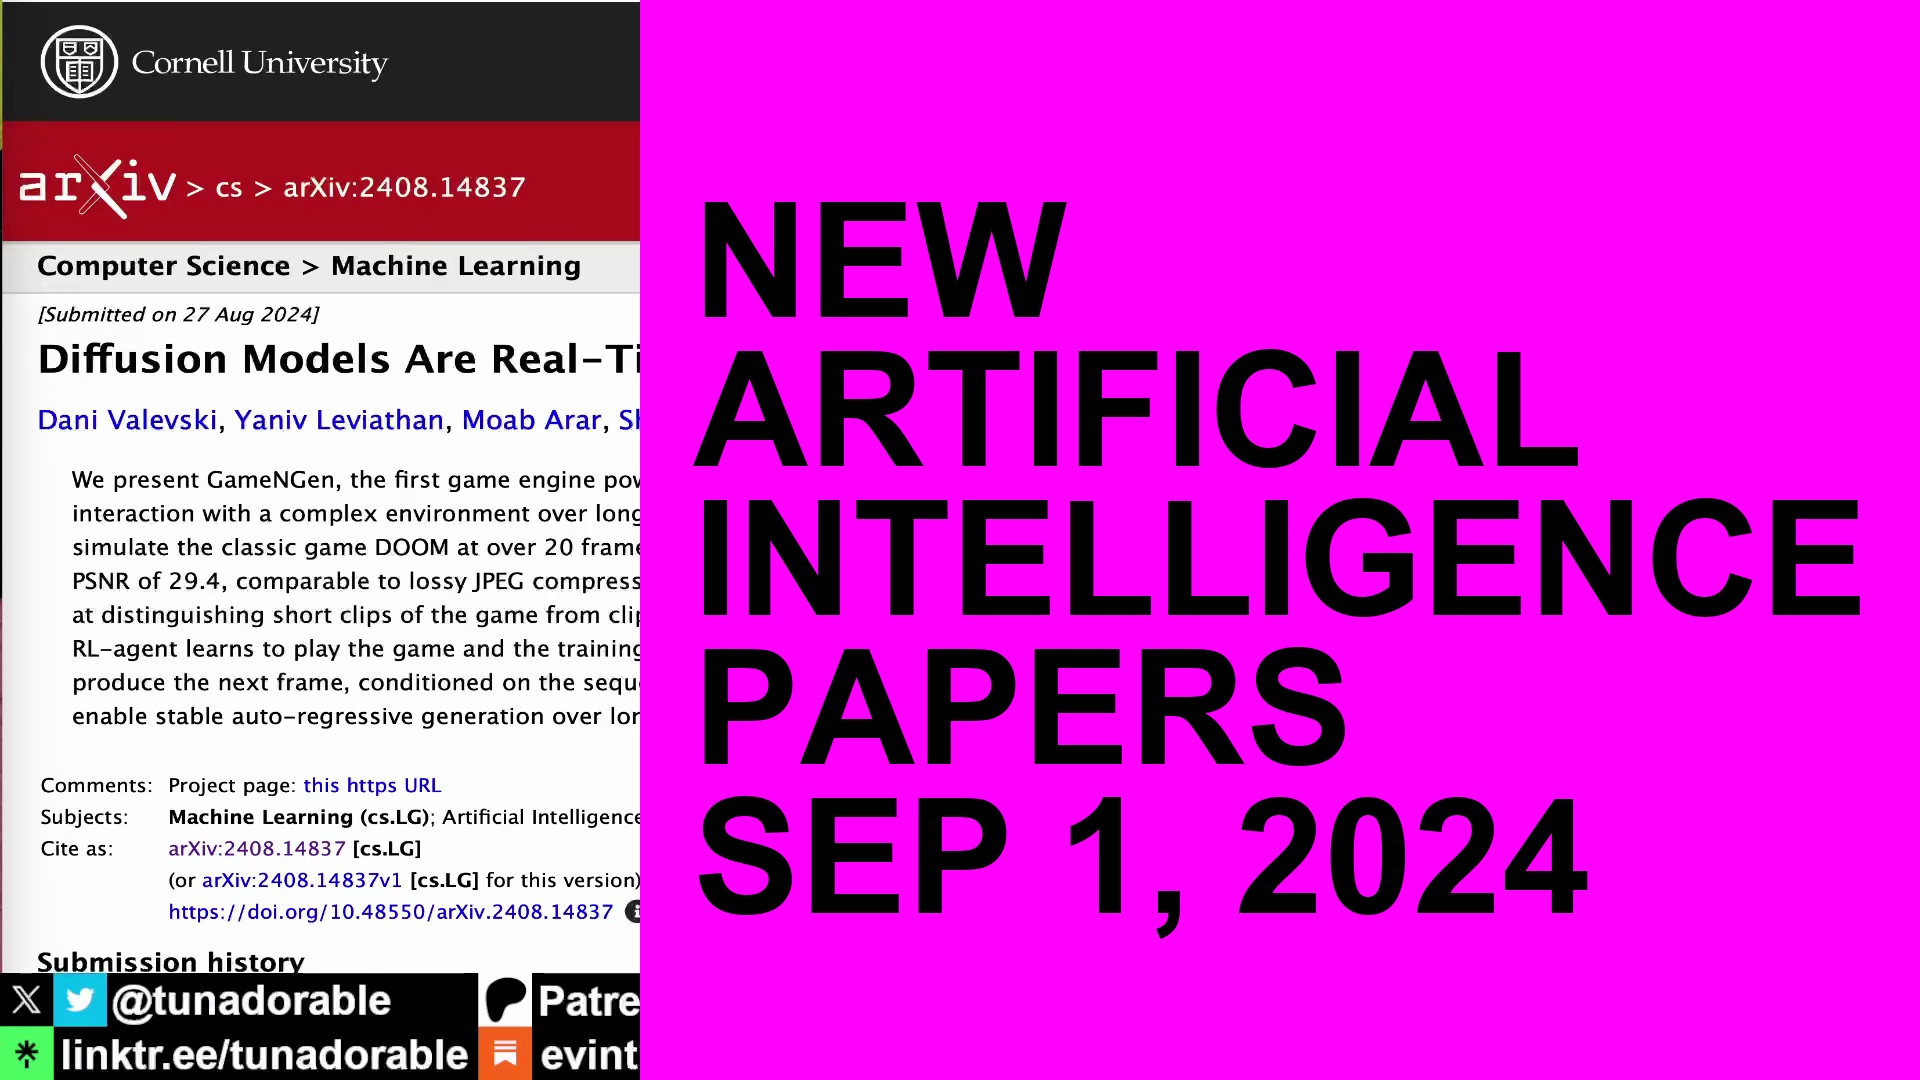 Cornell University
arXiv > cs > arXiv:2408.14837
Computer Science > Machine Learning
[Submitted on 27 Aug 2024]
Diffusion Models Are Real-Ti
Dani Valevski, Yaniv Leviathan, Moab Arar, Sh
We present GameNGen, the first game engine pow
interaction with a complex environment over long
simulate the classic game DOOM at over 20 frame
PSNR of 29.4, comparable to lossy JPEG compress
at distinguishing short clips of the game from clip
RL-agent learns to play the game and the training
produce the next frame, conditioned on the seque
enable stable auto-regressive generation over lon
Comments: Project page: this https URL
Subjects: Machine Learning (cs.LG); Artificial Intelligence
Cite as: arXiv:2408.14837 [cs.LG]
(or arXiv:2408.14837v1 [cs.LG] for this version)
https://doi.org/10.48550/arXiv.2408.14837
Submission history
@tunadorable Patre
linktr.ee/tunadorable evint
NEW
ARTIFICIAL
INTELLIGENCE
PAPERS
SEP 1, 2024